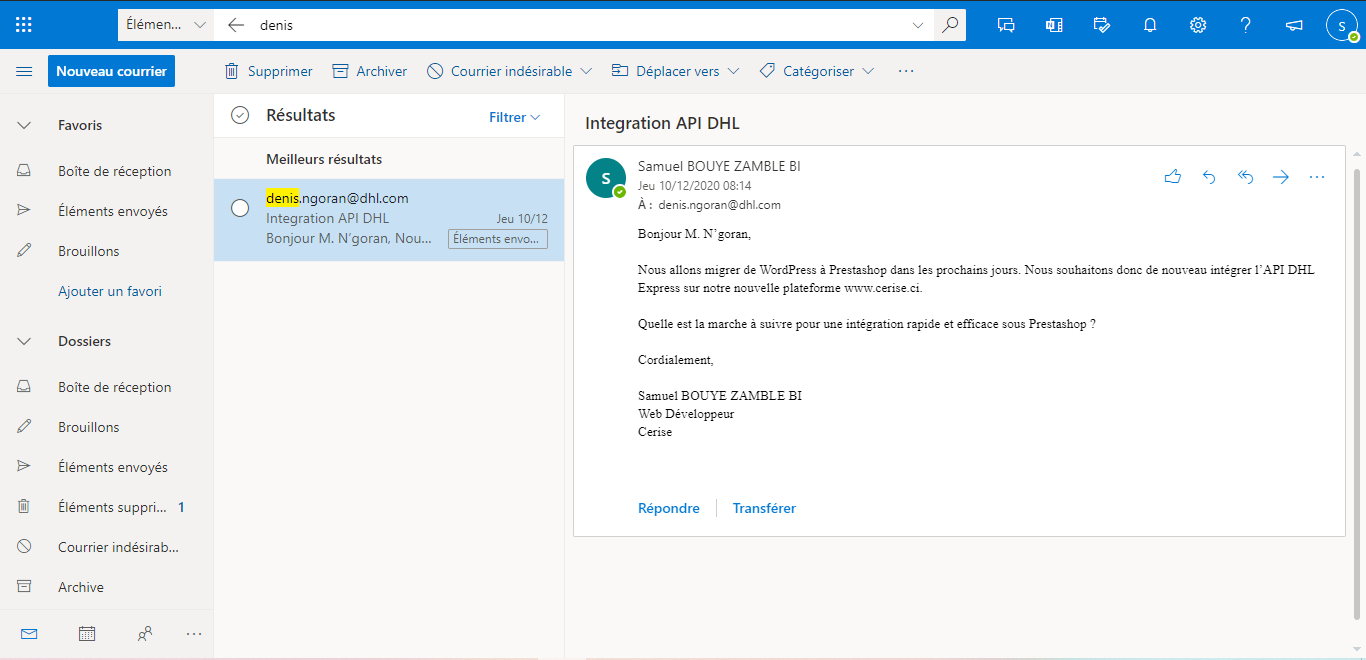 Élémen...
denis
S
Nouveau courrier
Supprimer
Archiver
Courrier indésirable
Déplacer vers
Catégoriser
Favoris
Boîte de réception
Éléments envoyés
Brouillons
Ajouter un favori
Dossiers
Boîte de réception
Brouillons
Éléments envoyés
Éléments suppri... 1
Courrier indésirab...
Archive
Résultats
Filtrer
Meilleurs résultats
denis.ngoran@dhl.com
Integration API DHL Jeu 10/12
Bonjour M. N’goran, Nou... Éléments envo...
Integration API DHL
S
Samuel BOUYE ZAMBLE BI
Jeu 10/12/2020 08:14
À : denis.ngoran@dhl.com
Bonjour M. N’goran,
Nous allons migrer de WordPress à Prestashop dans les prochains jours. Nous souhaitons donc de nouveau intégrer l’API DHL
Express sur notre nouvelle plateforme www.cerise.ci.
Quelle est la marche à suivre pour une intégration rapide et efficace sous Prestashop ?
Cordialement,
Samuel BOUYE ZAMBLE BI
Web Développeur
Cerise
Répondre
Transférer